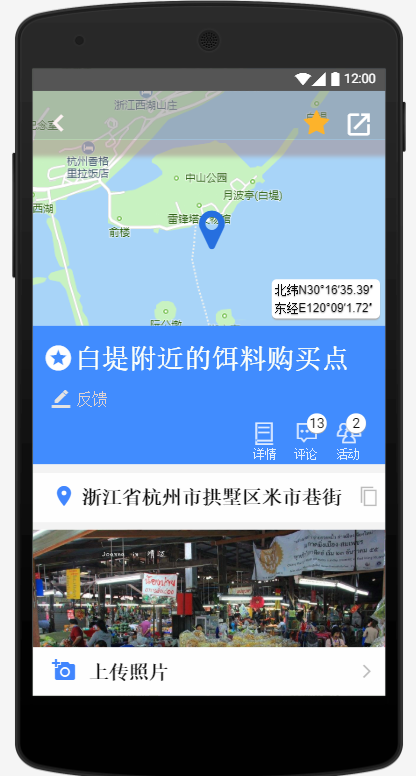 12:00
浙江西湖山庄
念室
杭州香格
里拉饭店
中山公园
月波亭(白堤)
西湖
俞楼
北纬N30°16′35.39″
东经E120°09′1.72″
白堤附近的饵料购买点
反馈
13
2
详情
评论
活动
浙江省杭州市拱墅区米市巷街
上传照片